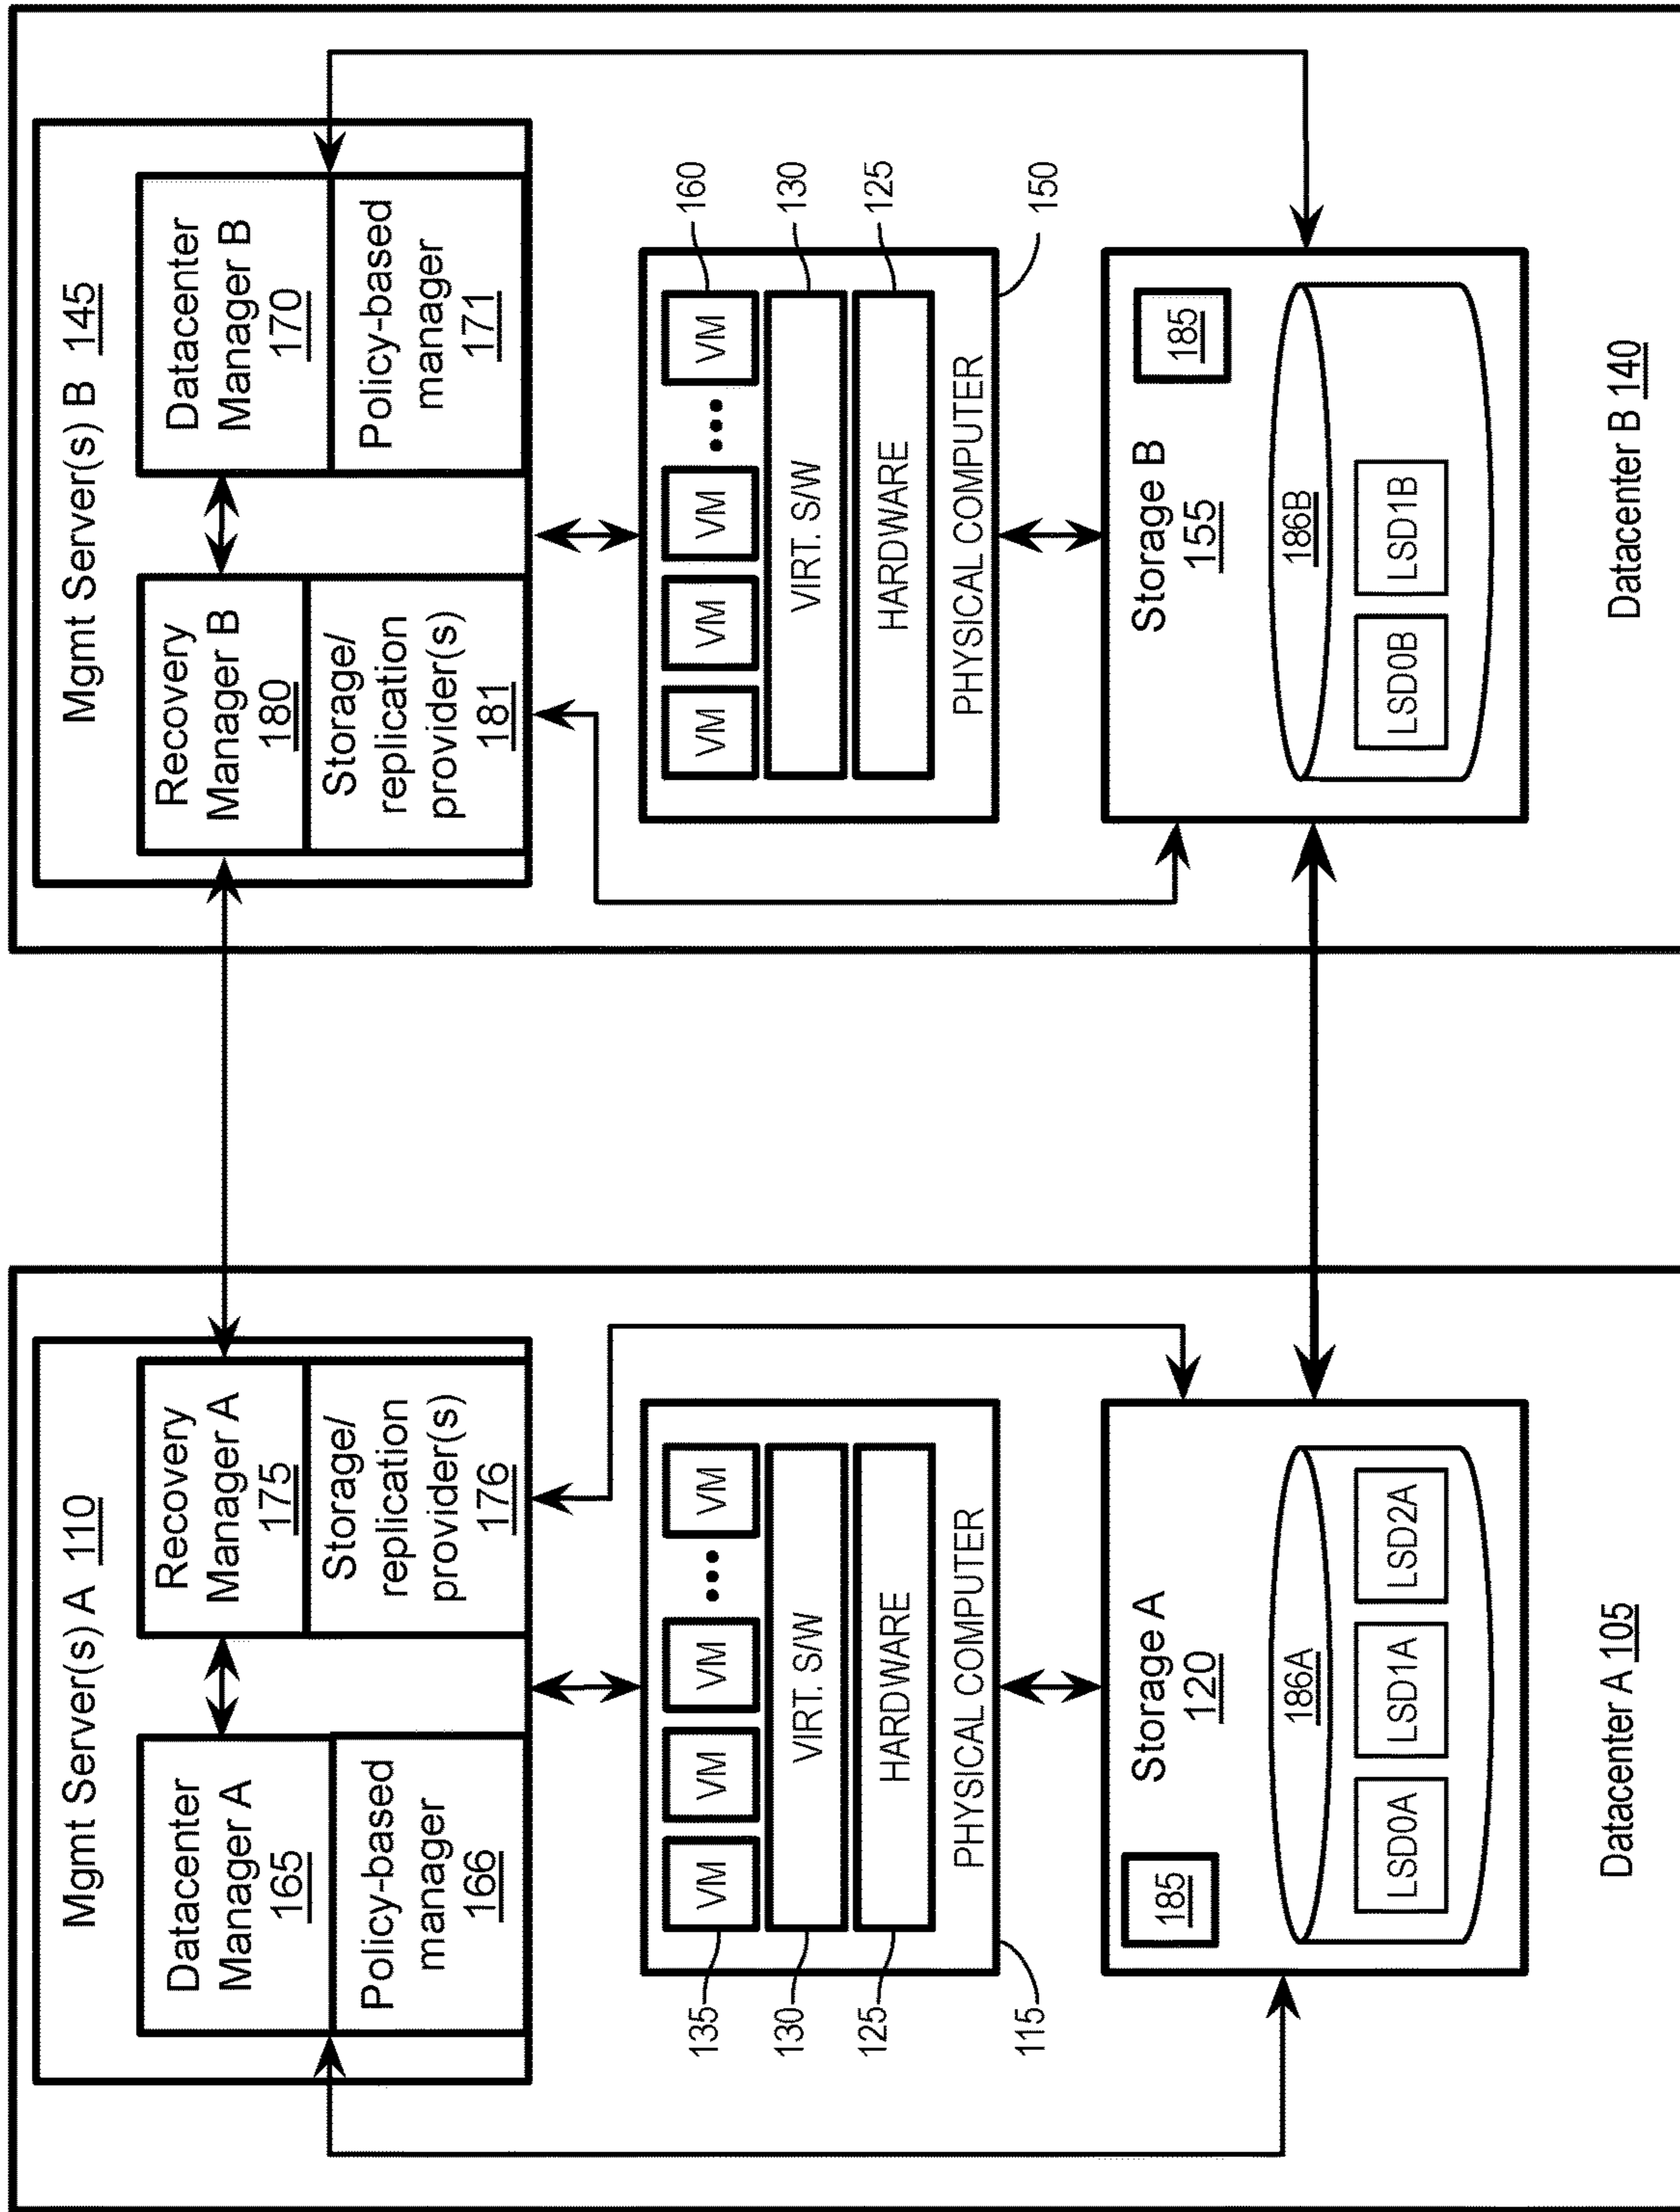 Mgmt Server(s) A 110
Datacenter
Manager A
165
Policy-based
manager
166
Recovery
Manager A
175
Storage/
replication
provider(s)
176
135
VM
VM
VM
VM
130
VIRT. S/W
125
HARDWARE
PHYSICAL COMPUTER
115
185
Storage A
120
186A
LSD0A
LSD1A
LSD2A
Datacenter A 105
Mgmt Server(s) B 145
Recovery
Manager B
180
Storage/
replication
provider(s)
181
Datacenter
Manager B
170
Policy-based
manager
171
VM
VM
VM
VM
160
VIRT. S/W
130
HARDWARE
125
PHYSICAL COMPUTER
150
Storage B
155
185
186B
LSD0B
LSD1B
Datacenter B 140